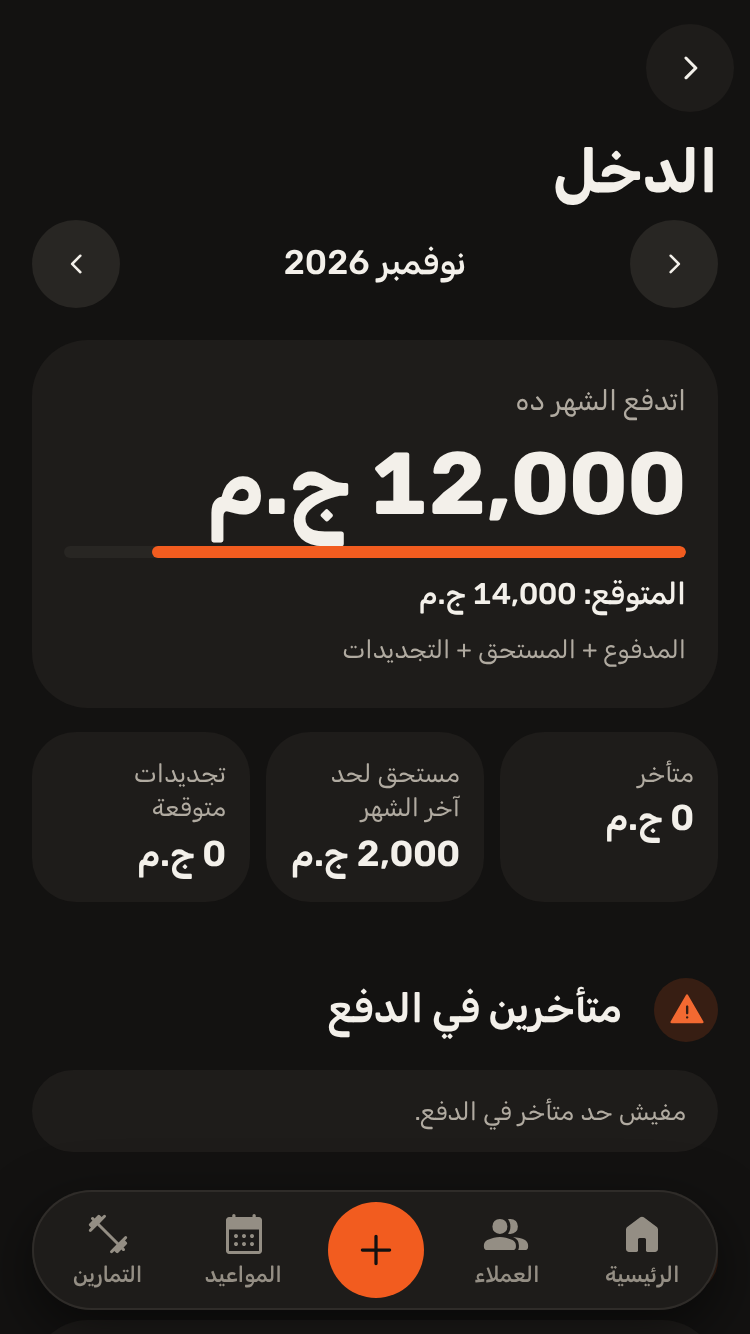 الدخل
نوفمبر 2026
اتدفع الشهر ده
12,000 ج.م
المتوقع: 14,000 ج.م
المدفوع + المستحق + التجديدات
متأخر
0 ج.م
مستحق لحد
آخر الشهر
2,000 ج.م
تجديدات
متوقعة
0 ج.م
متأخرين في الدفع
مفيش حد متأخر في الدفع.
الرئيسية
العملاء
المواعيد
التمارين